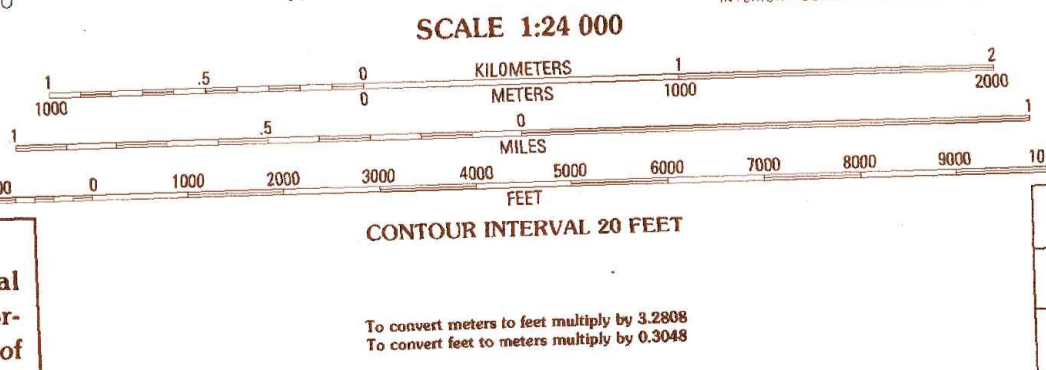 SCALE 1:24 000
1 .5 0 KILOMETERS 1 2
1000 0 METERS 1000 2000
1 .5 0 1
MILES
0 1000 2000 3000 4000 5000 6000 7000 8000 9000
FEET
CONTOUR INTERVAL 20 FEET
al
r-
of
To convert meters to feet multiply by 3.2808
To convert feet to meters multiply by 0.3048